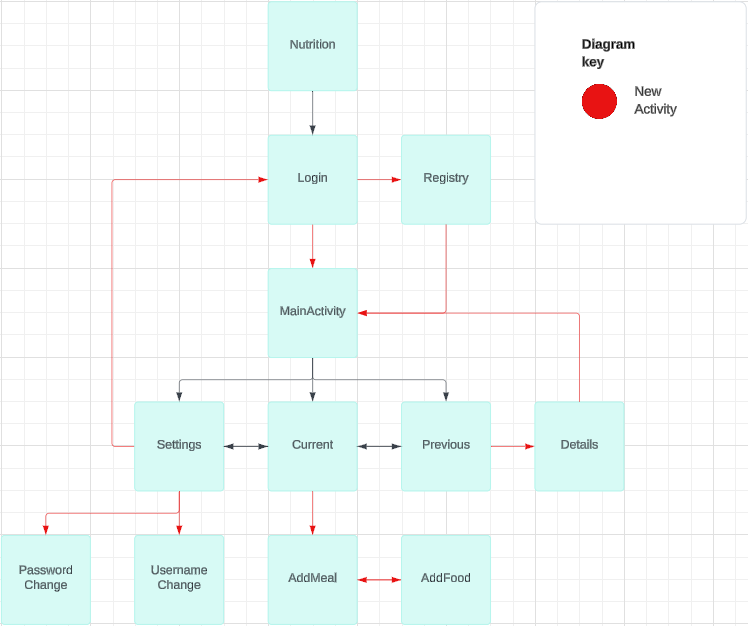 Nutrition
Diagram
key
New
Activity
Login
Registry
MainActivity
Settings
Current
Previous
Details
Password
Change
Username
Change
AddMeal
AddFood